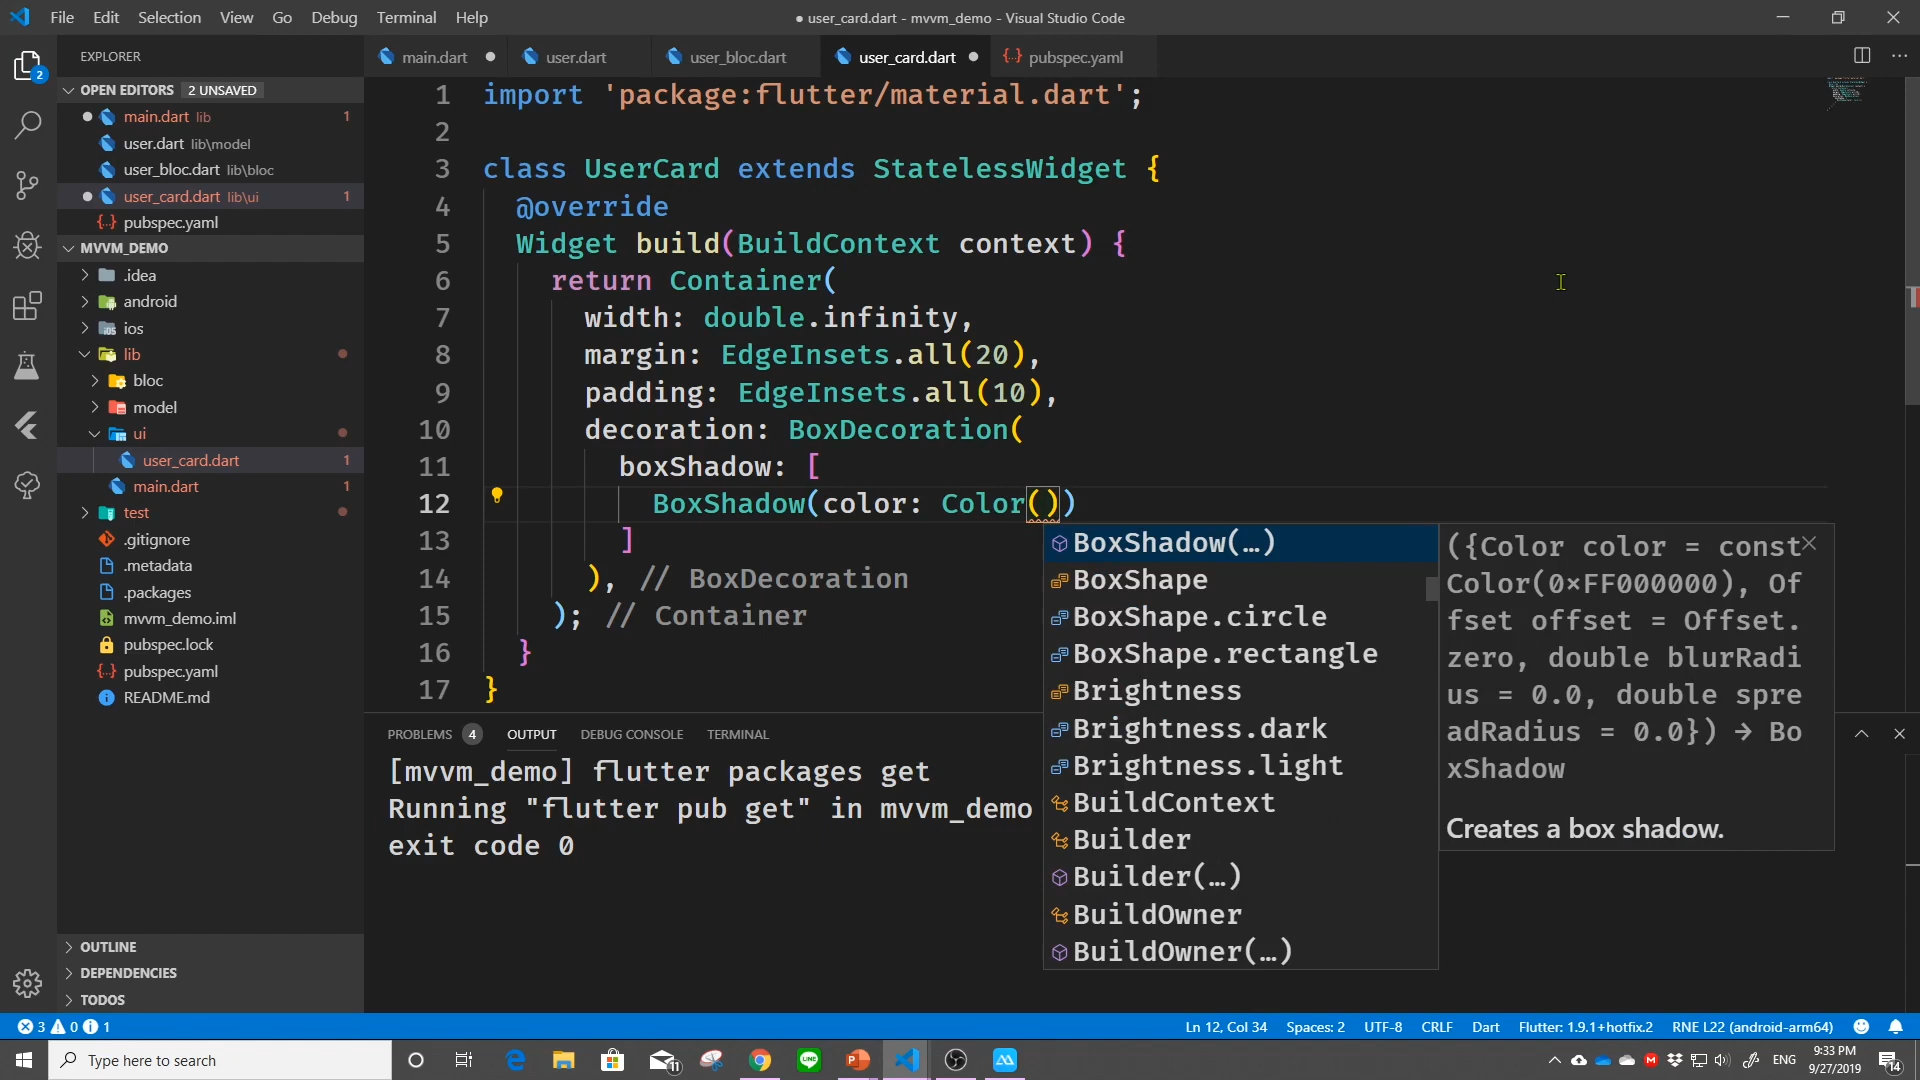 File Edit Selection View Go Debug Terminal Help
● user_card.dart - mvvm_demo - Visual Studio Code
EXPLORER
OPEN EDITORS 2 UNSAVED
main.dart lib 1
user.dart lib\model
user_bloc.dart lib\bloc
user_card.dart lib\ui 1
pubspec.yaml
MVVM_DEMO
.idea
android
ios
lib
bloc
model
ui
user_card.dart 1
main.dart 1
test
.gitignore
.metadata
.packages
mvvm_demo.iml
pubspec.lock
pubspec.yaml
README.md
OUTLINE
DEPENDENCIES
TODOS
2
main.dart user.dart user_bloc.dart user_card.dart pubspec.yaml
1 import 'package:flutter/material.dart';
2
3 class UserCard extends StatelessWidget {
4 @override
5 Widget build(BuildContext context) {
6 return Container(
7 width: double.infinity,
8 margin: EdgeInsets.all(20),
9 padding: EdgeInsets.all(10),
10 decoration: BoxDecoration(
11 boxShadow: [
12 BoxShadow(color: Color())
13 ]
14 ), // BoxDecoration
15 ); // Container
16 }
17 }
BoxShadow(…)
BoxShape
BoxShape.circle
BoxShape.rectangle
Brightness
Brightness.dark
Brightness.light
BuildContext
Builder
Builder(…)
BuildOwner
BuildOwner(…)
({Color color = const
Color(0×FF000000), Of
fset offset = Offset.
zero, double blurRadi
us = 0.0, double spre
adRadius = 0.0}) → Bo
xShadow
Creates a box shadow.
PROBLEMS 4 OUTPUT DEBUG CONSOLE TERMINAL
[mvvm_demo] flutter packages get
Running "flutter pub get" in mvvm_demo
exit code 0
3 0 1
Ln 12, Col 34 Spaces: 2 UTF-8 CRLF Dart Flutter: 1.9.1+hotfix.2 RNE L22 (android-arm64)
Type here to search
11
LINE
ENG
9:33 PM
9/27/2019
14